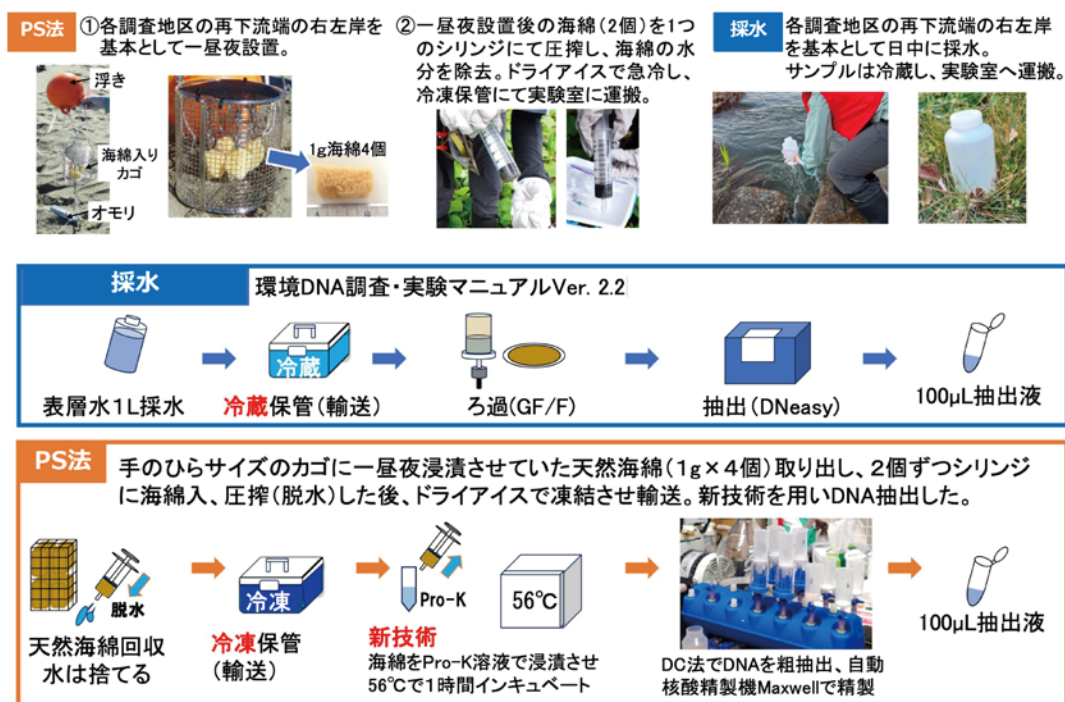 PS法
①各調査地区の再下流端の右左岸を
基本として一昼夜設置。
浮き
海綿入り
カゴ
オモリ
1g海綿4個
②一昼夜設置後の海綿(2個)を1つ
のシリンジにて圧搾し、海綿の水
分を除去。ドライアイスで急冷し、
冷凍保管にて実験室に運搬。
採水
各調査地区の再下流端の右左岸
を基本として日中に採水。
サンプルは冷蔵し、実験室へ運搬。
採水
環境DNA調査・実験マニュアルVer. 2.2
冷蔵
表層水1L採水
冷蔵保管(輸送)
ろ過(GF/F)
抽出(DNeasy)
100μL抽出液
PS法
手のひらサイズのカゴに一昼夜浸漬させていた天然海綿(1g×4個)取り出し、2個ずつシリンジ
に海綿入、圧搾(脱水)した後、ドライアイスで凍結させ輸送。新技術を用いDNA抽出した。
脱水
天然海綿回収
水は捨てる
冷凍
冷凍保管
(輸送)
Pro-K
56℃
新技術
海綿をPro-K溶液で浸漬させ
56℃で1時間インキュベート
DC法でDNAを粗抽出、自動
核酸精製機Maxwellで精製
100μL抽出液